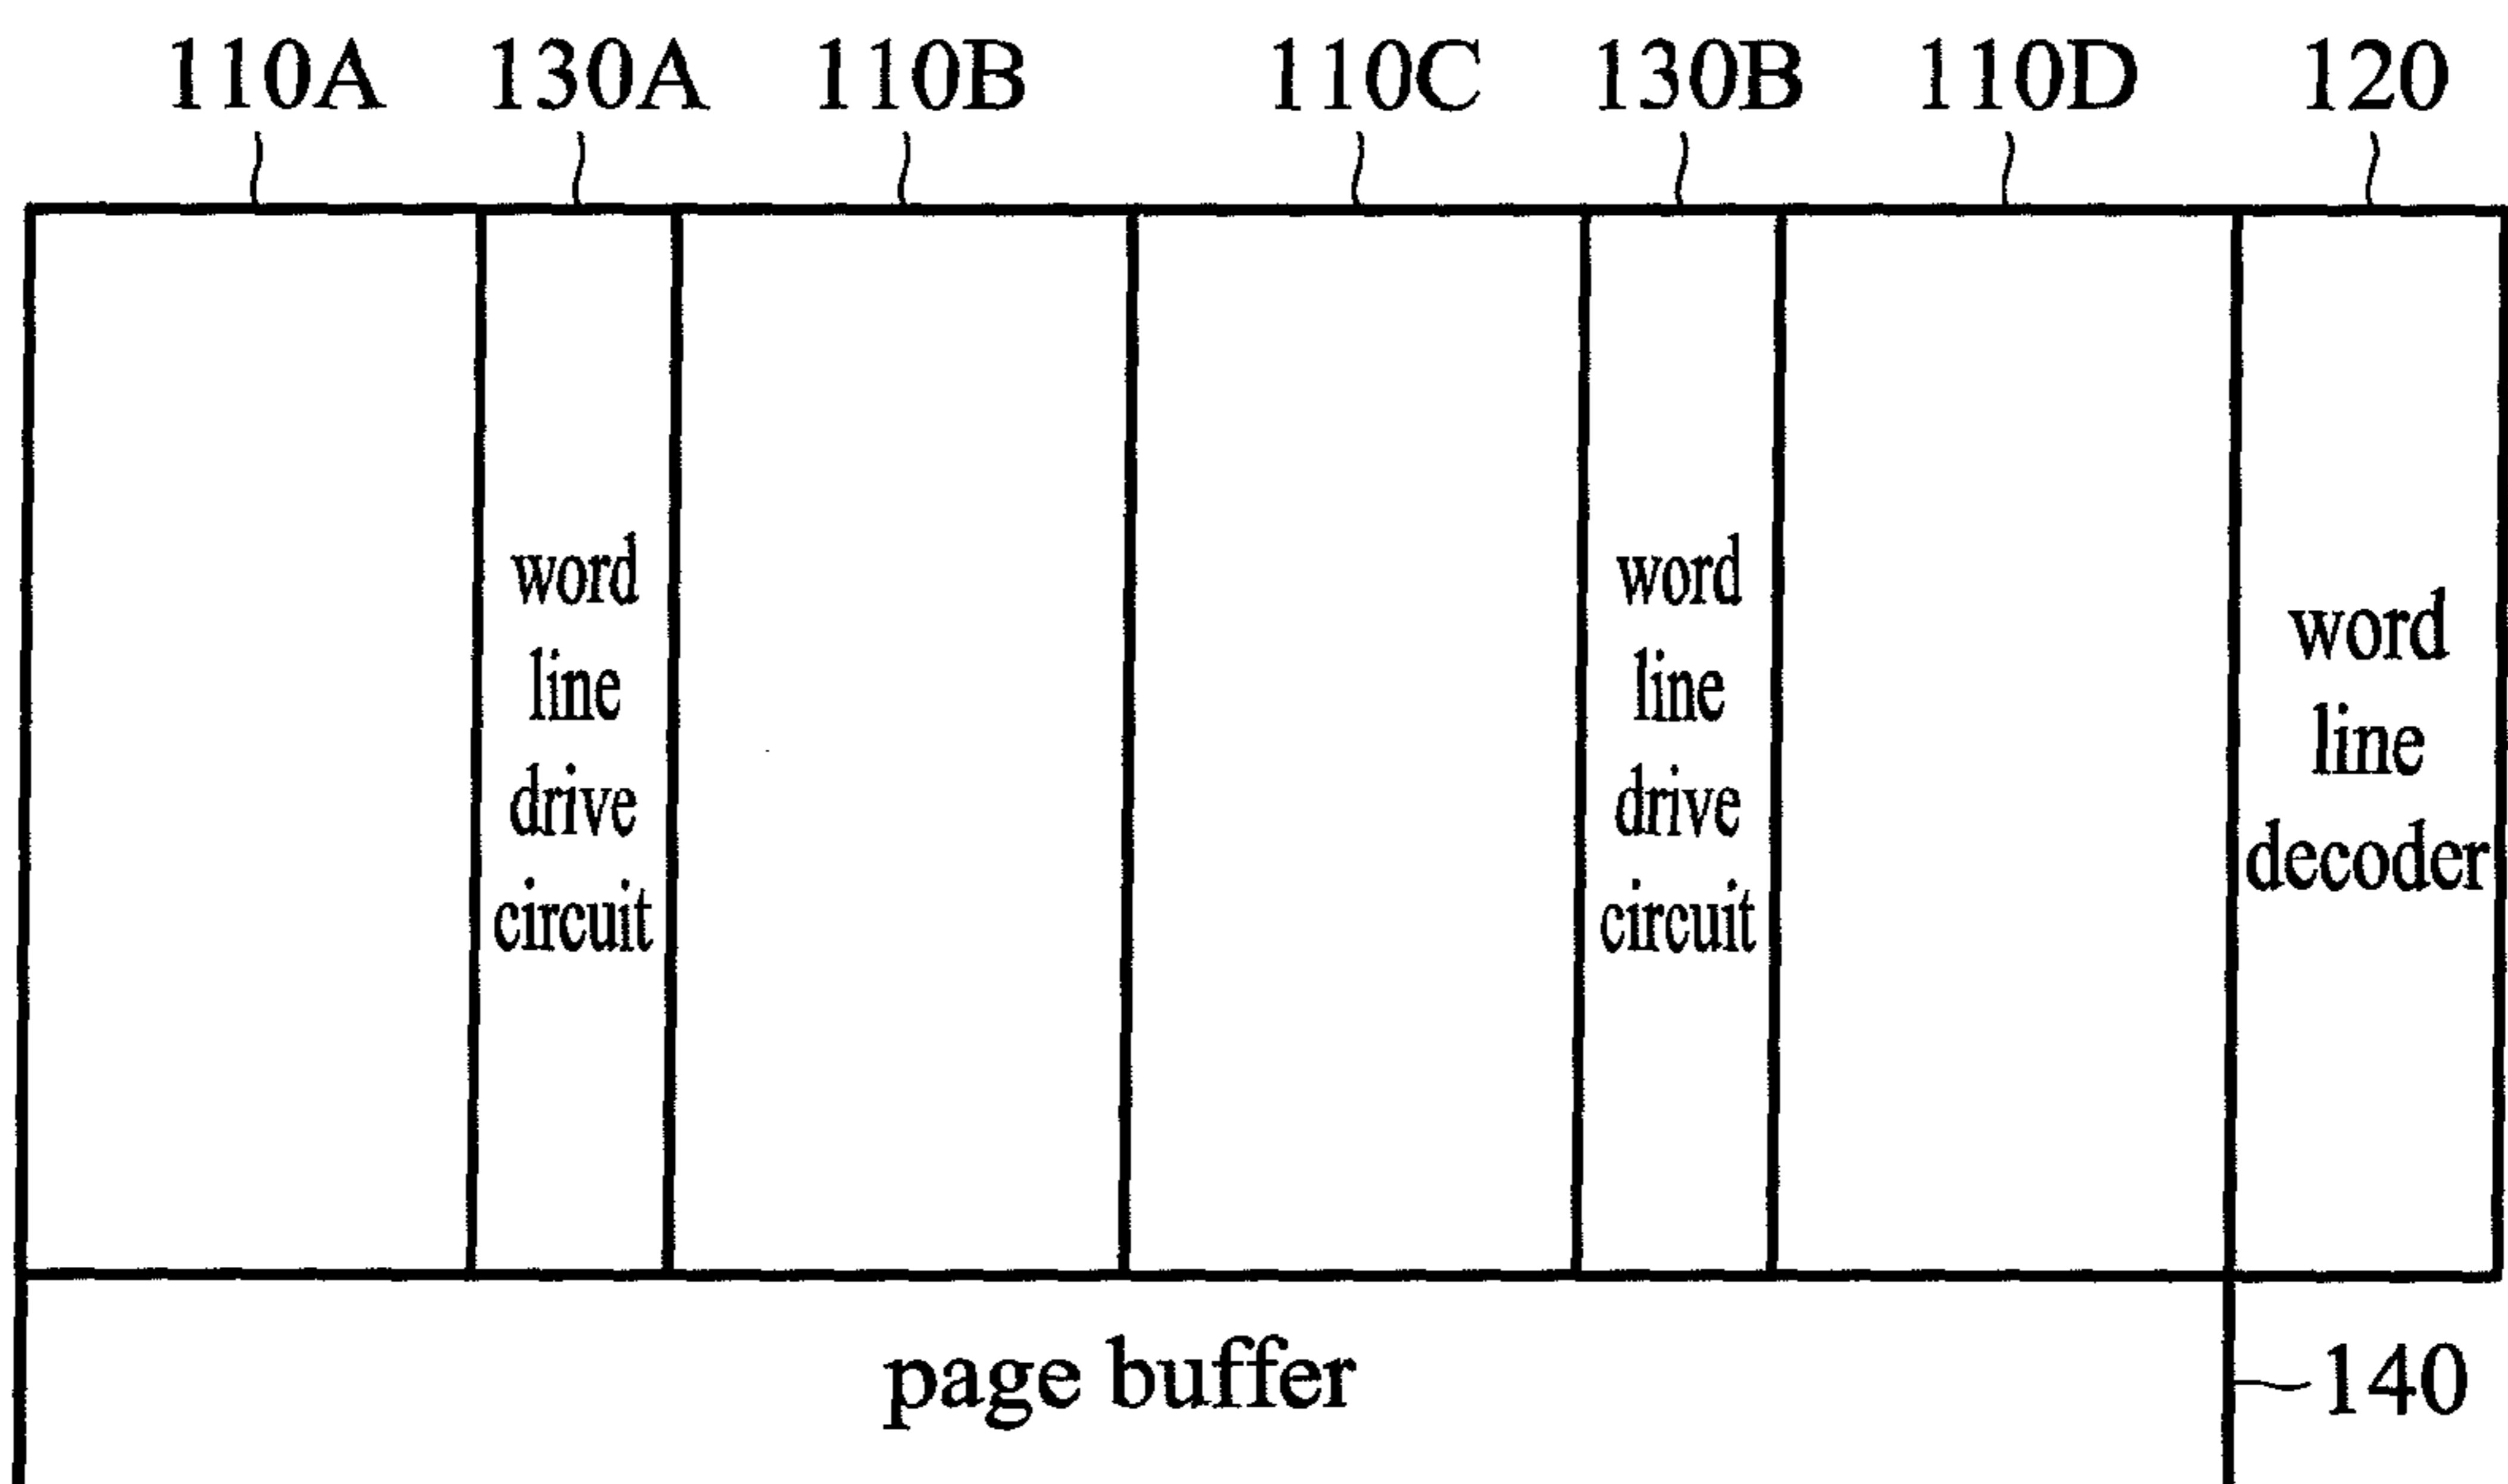 110A 130A 110B 110C 130B 110D 120
word
line
drive
circuit
word
line
drive
circuit
word
line
decoder
page buffer
140